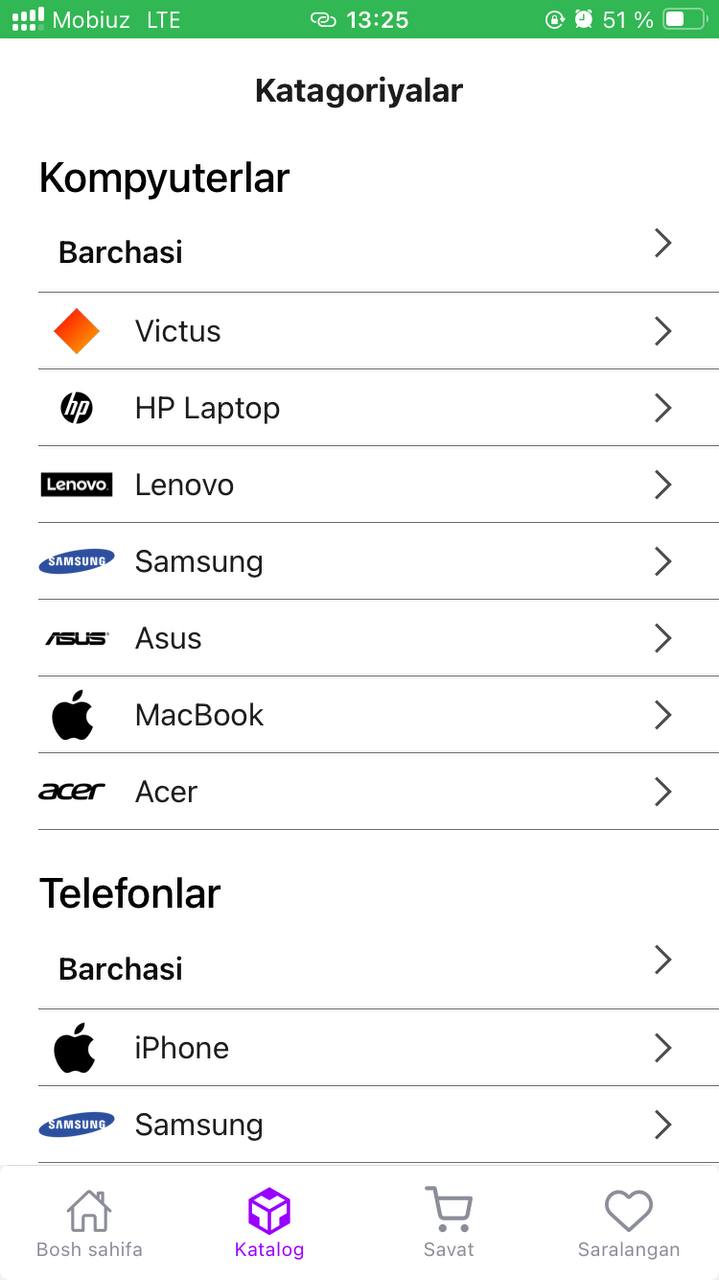 Mobiuz LTE 13:25 51 %
Katagoriyalar
Kompyuterlar
Barchasi
Victus
hp HP Laptop
Lenovo Lenovo
SAMSUNG Samsung
ASUS Asus
MacBook
acer Acer
Telefonlar
Barchasi
iPhone
SAMSUNG Samsung
Bosh sahifa Katalog Savat Saralangan